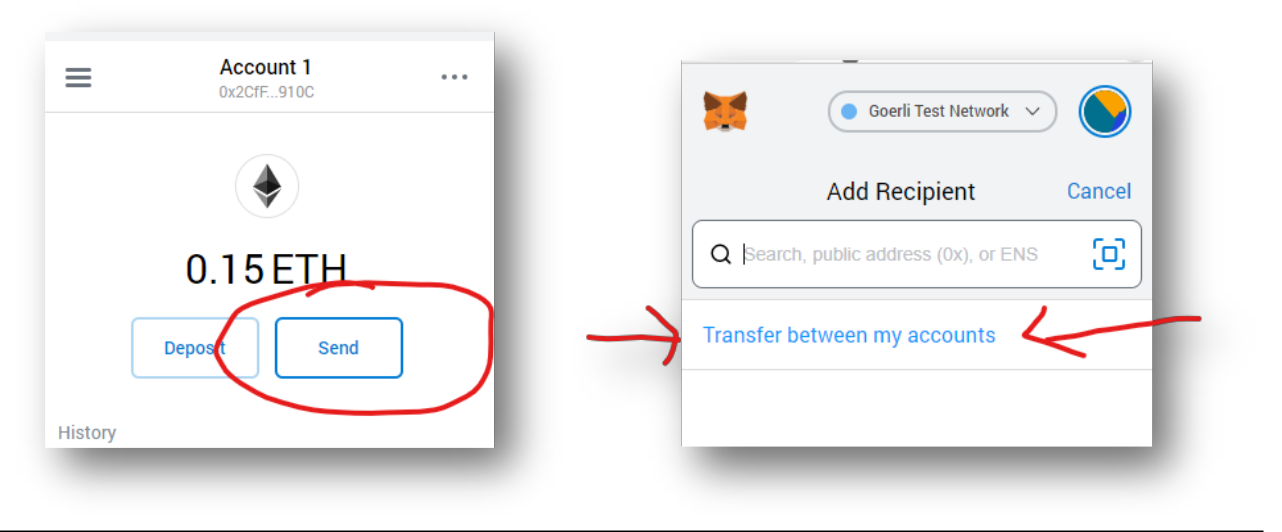 Account 1
0x2CfF...910C
0.15 ETH
Deposit
Send
History
Goerli Test Network
Add Recipient
Cancel
Search, public address (0x), or ENS
Transfer between my accounts